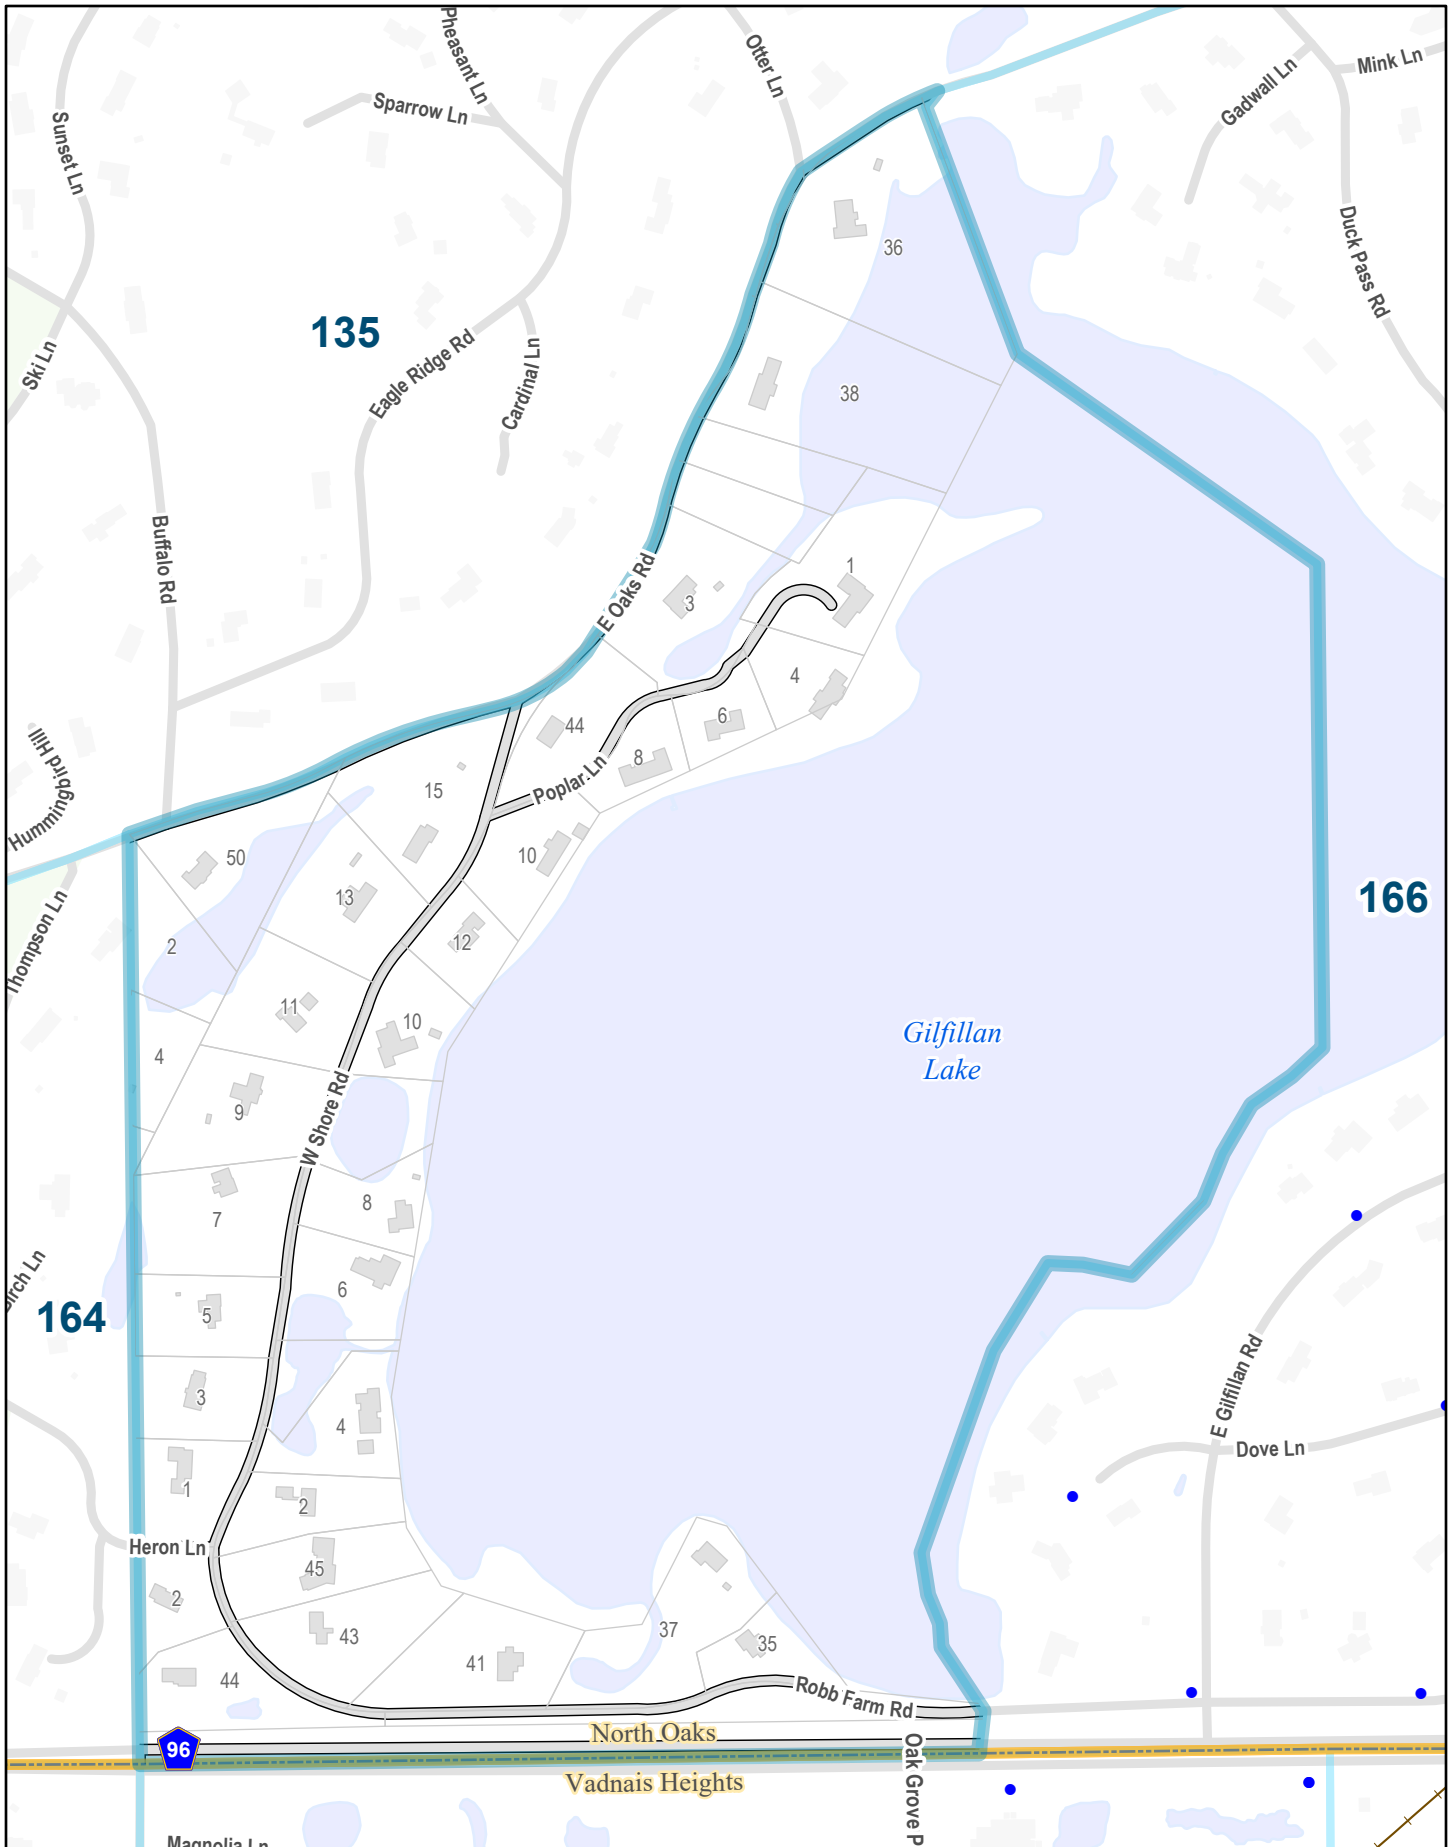 Pheasant Ln
Otter Ln
Mink Ln
Gadwall Ln
Sparrow Ln
Sunset Ln
36
Duck Pass Rd
135
Ski Ln
Eagle Ridge Rd
Cardinal Ln
38
Buffalo Rd
E Oaks Rd
1
3
4
6
44
8
Hummingbird Hill
15
Poplar Ln
50
10
13
166
Thompson Ln
2
12
11
10
Gilfillan
Lake
4
9
W Shore Rd
7
8
Birch Ln
6
164
5
3
4
E Gilfillan Rd
Dove Ln
1
2
Heron Ln
45
2
43
37
35
41
44
Robb Farm Rd
North Oaks
96
Oak Grove P
Vadnais Heights
Magnolia Ln